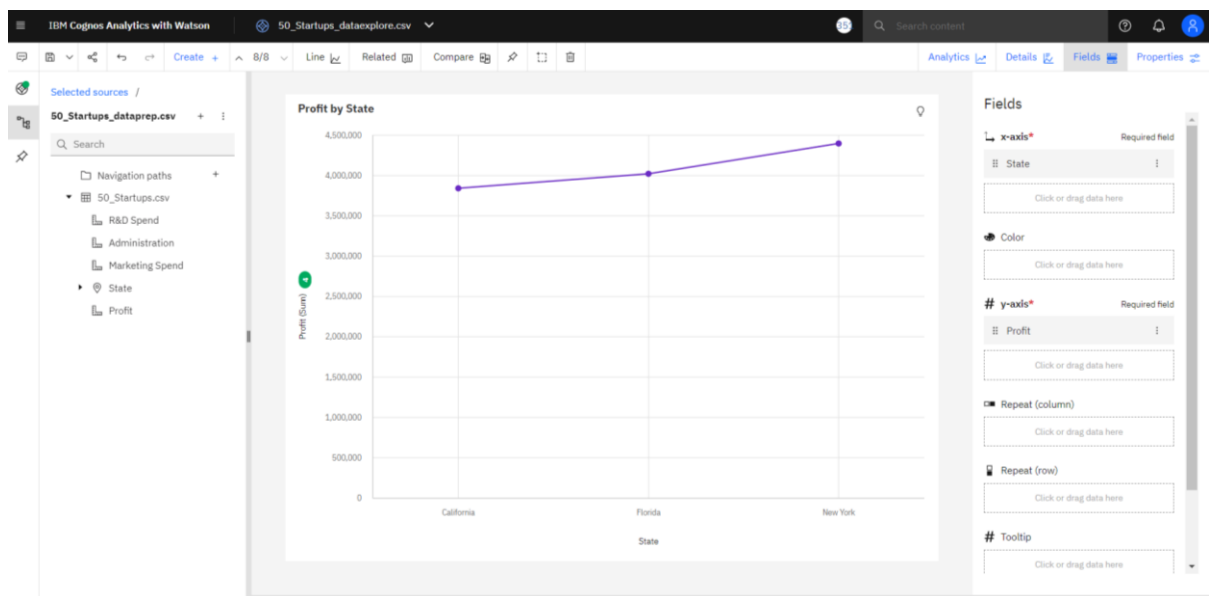 IBM Cognos Analytics with Watson
50_Startups_dataexplore.csv
Search content
Create +
8/8
Line
Related
Compare
Analytics
Details
Fields
Properties
Selected sources /
50_Startups_dataprep.csv
Search
Navigation paths
50_Startups.csv
R&D Spend
Administration
Marketing Spend
State
Profit
Profit by State
4,500,000
4,000,000
3,500,000
3,000,000
2,500,000
2,000,000
1,500,000
1,000,000
500,000
0
4
Profit (Sum)
California
Florida
New York
State
Fields
x-axis* Required field
State
Click or drag data here
Color
Click or drag data here
y-axis* Required field
Profit
Click or drag data here
Repeat (column)
Click or drag data here
Repeat (row)
Click or drag data here
Tooltip
Click or drag data here